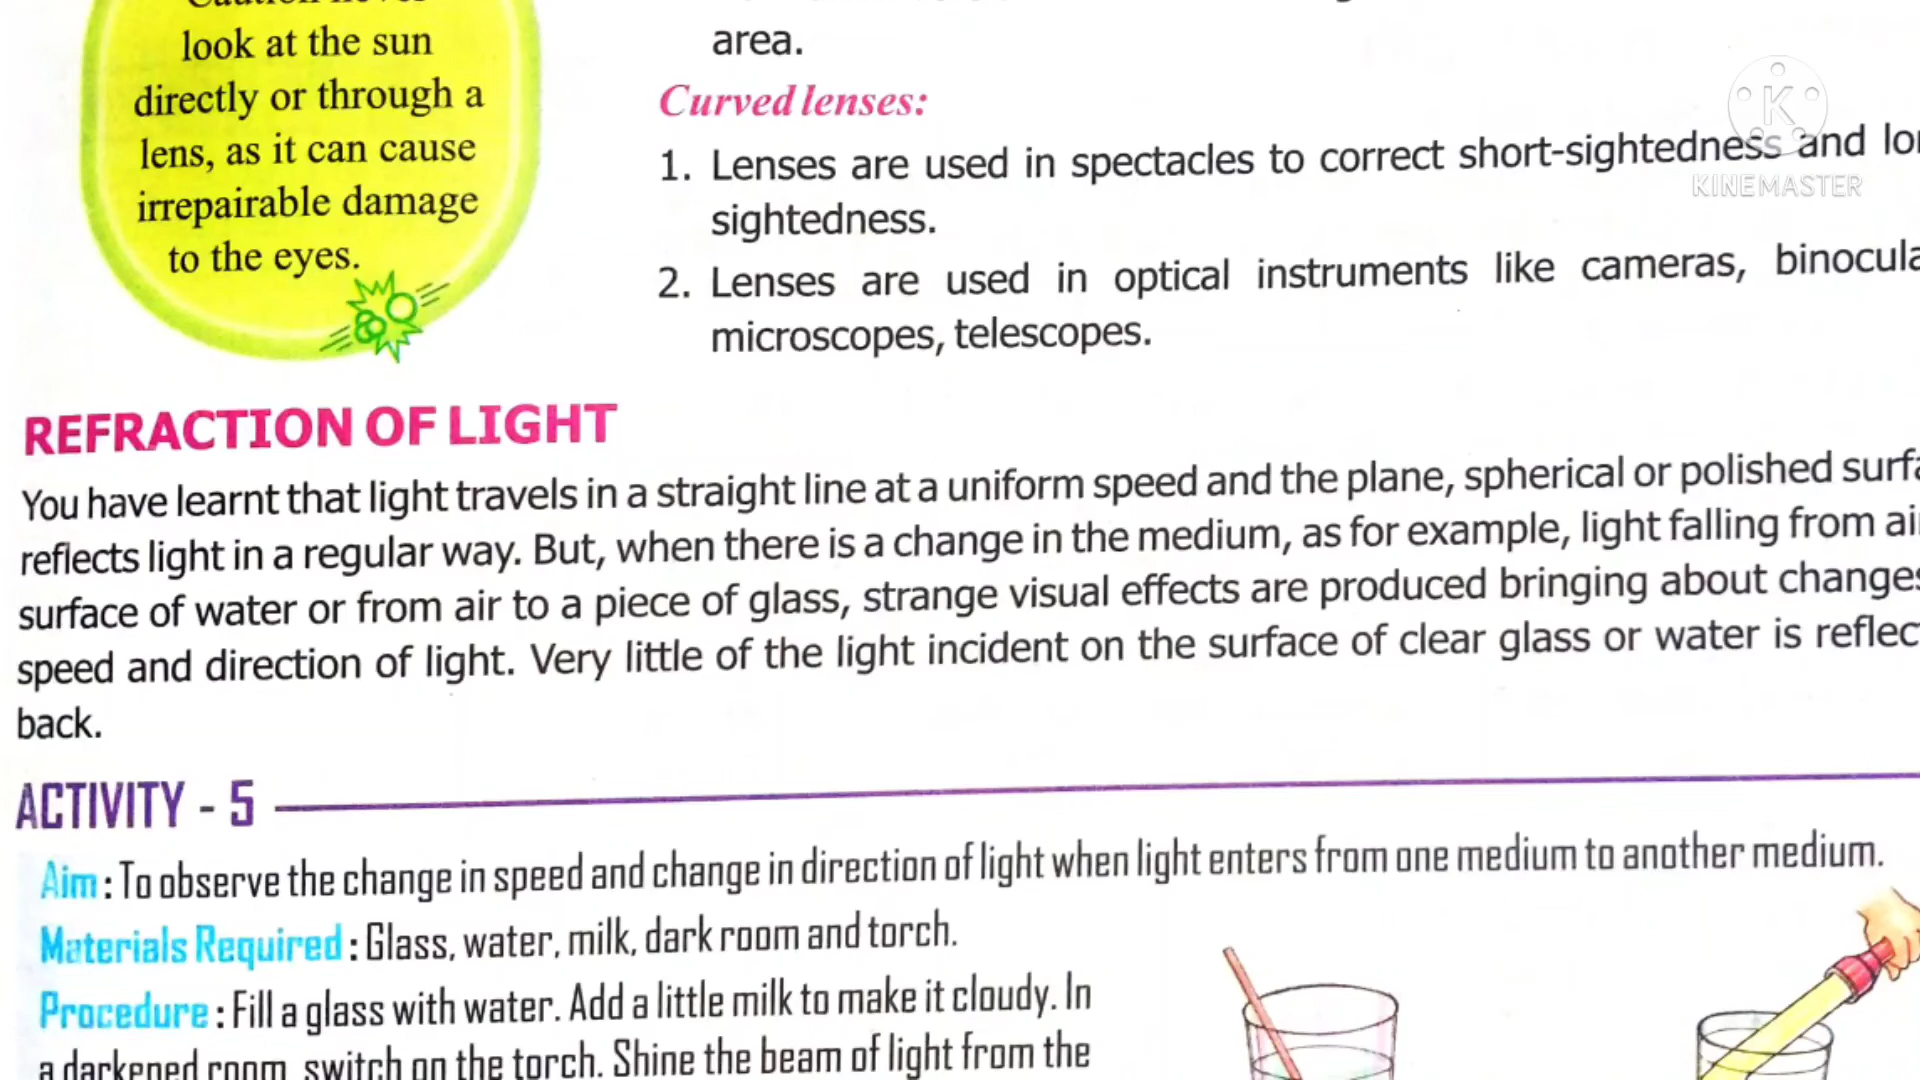 look at the sun
directly or through a
lens, as it can cause
irrepairable damage
to the eyes.
area.
Curved lenses:
1. Lenses are used in spectacles to correct short-sightedness and
sightedness.
2. Lenses are used in optical instruments like cameras,
microscopes, telescopes.
K
KINEMASTER
REFRACTION OF LIGHT
You have learnt that light travels in a straight line at a uniform speed and the plane, spherical or polished
reflects light in a regular way. But, when there is a change in the medium, as for example, light falling from
surface of water or from air to a piece of glass, strange visual effects are produced bringing about changes
speed and direction of light. Very little of the light incident on the surface of clear glass or water is
back.
ACTIVITY - 5
Aim : To observe the change in speed and change in direction of light when light enters from one medium to another medium.
Materials Required : Glass, water, milk, dark room and torch.
Procedure : Fill a glass with water. Add a little milk to make it cloudy. In
a darkened room, switch on the torch. Shine the beam of light from the